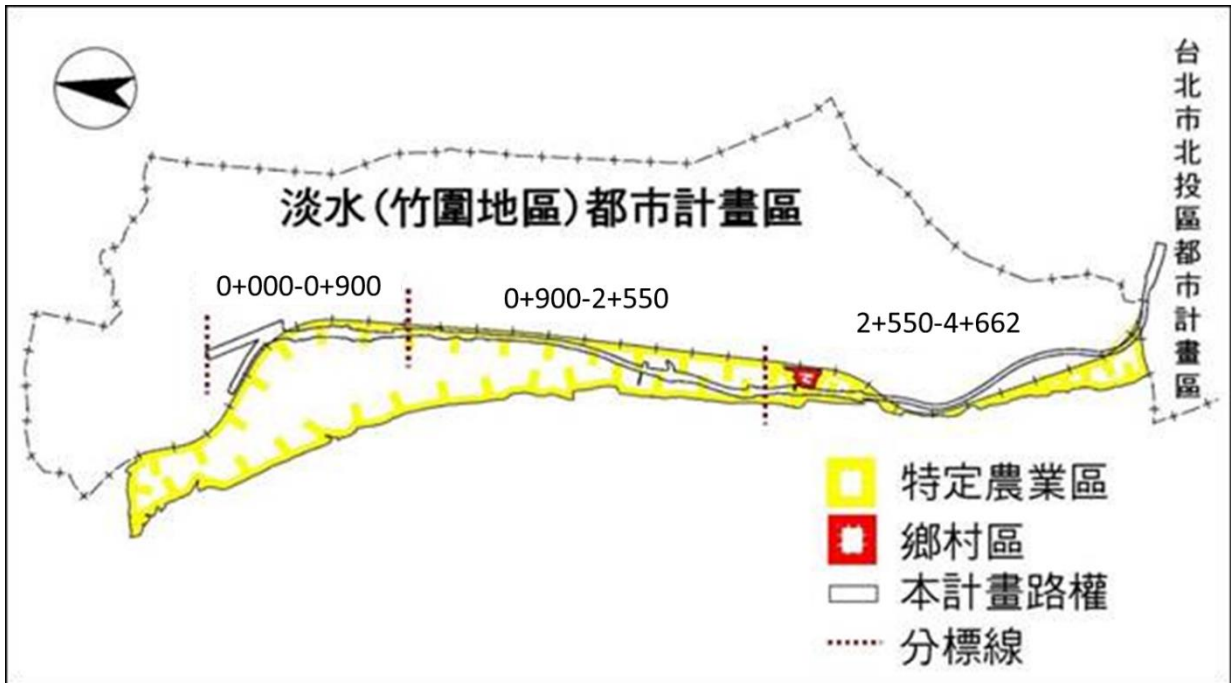 台北市北投區都市計畫區
淡水(竹圍地區)都市計畫區
0+000-0+900
0+900-2+550
2+550-4+662
特定農業區
鄉村區
本計畫路權
分標線